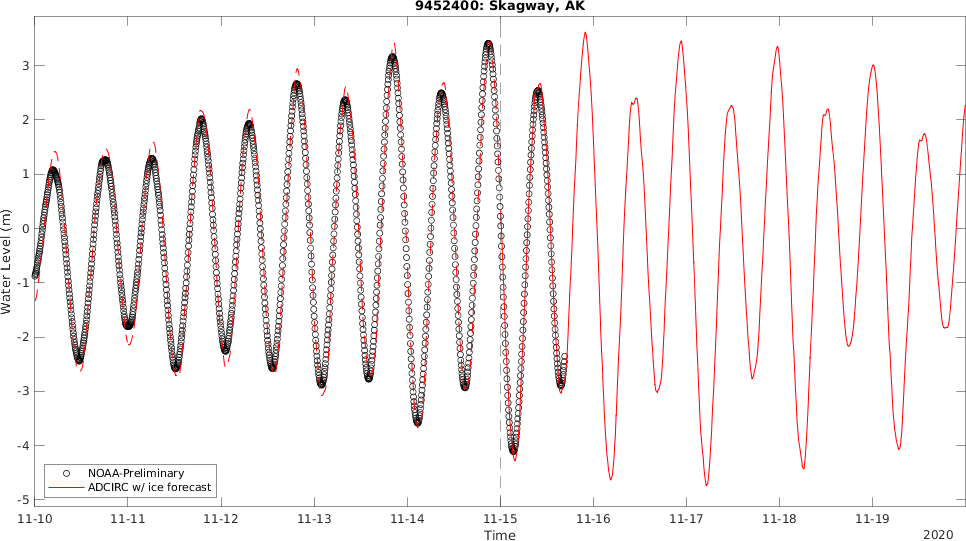 9452400: Skagway, AK
Water Level (m)
3
2
1
0
-1
-2
-3
-4
-5
NOAA-Preliminary
ADCIRC w/ ice forecast
11-10 11-11 11-12 11-13 11-14 11-15 11-16 11-17 11-18 11-19
Time
2020